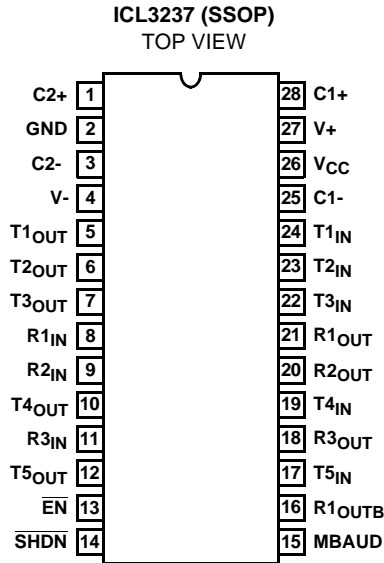 ICL3237 (SSOP)
TOP VIEW
C2+ 1 28 C1+
GND 2 27 V+
C2- 3 26 VCC
V- 4 25 C1-
T1OUT 5 24 T1IN
T2OUT 6 23 T2IN
T3OUT 7 22 T3IN
R1IN 8 21 R1OUT
R2IN 9 20 R2OUT
T4OUT 10 19 T4IN
R3IN 11 18 R3OUT
T5OUT 12 17 T5IN
E̅N̅ 13 16 R1OUTB
S̅H̅D̅N̅ 14 15 MBAUD